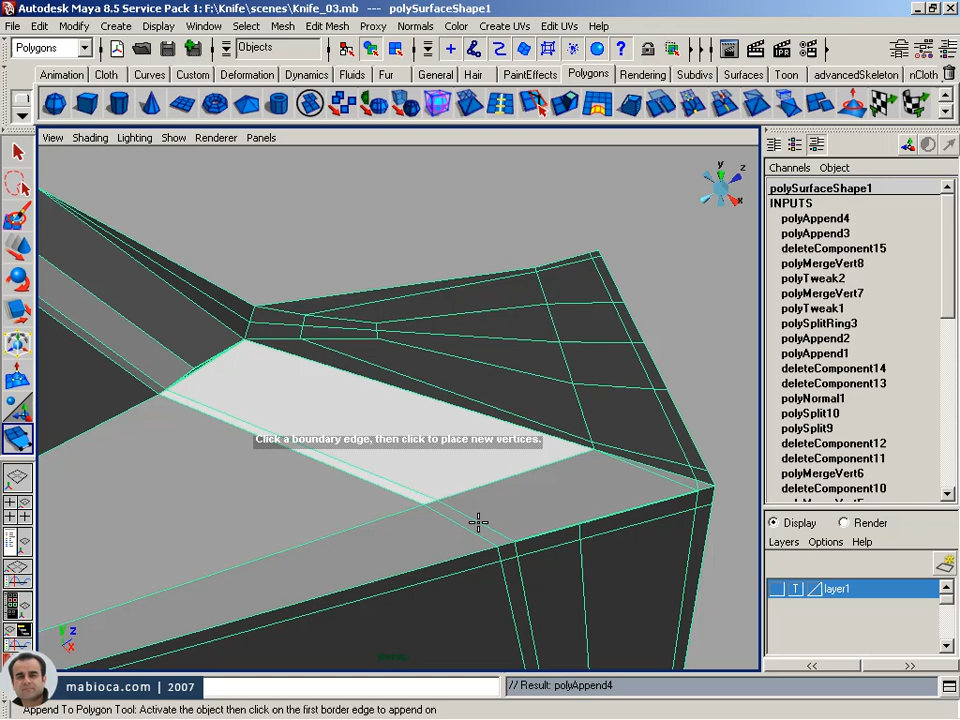 Autodesk Maya 8.5 Service Pack 1: F:\Knife\scenes\Knife_03.mb  ---  polySurfaceShape1
File Edit Modify Create Display Window Select Mesh Edit Mesh Proxy Normals Color Create UVs Edit UVs Help
Polygons Objects
Animation Cloth Curves Custom Deformation Dynamics Fluids Fur General Hair PaintEffects Polygons Rendering Subdivs Surfaces Toon advancedSkeleton nCloth
View Shading Lighting Show Renderer Panels
Channels Object
polySurfaceShape1
INPUTS
polyAppend4
polyAppend3
deleteComponent15
polyMergeVert8
polyTweak2
polyMergeVert7
polyTweak1
polySplitRing3
polyAppend2
polyAppend1
deleteComponent14
deleteComponent13
polyNormal1
polySplit10
polySplit9
deleteComponent12
deleteComponent11
polyMergeVert6
deleteComponent10
y
z
x
Click a boundary edge, then click to place new vertices.
Display Render
Layers Options Help
T layer1
Y Z
X
<< >>
mabioca.com | 2007
// Result: polyAppend4
Append To Polygon Tool: Activate the object then click on the first border edge to append on